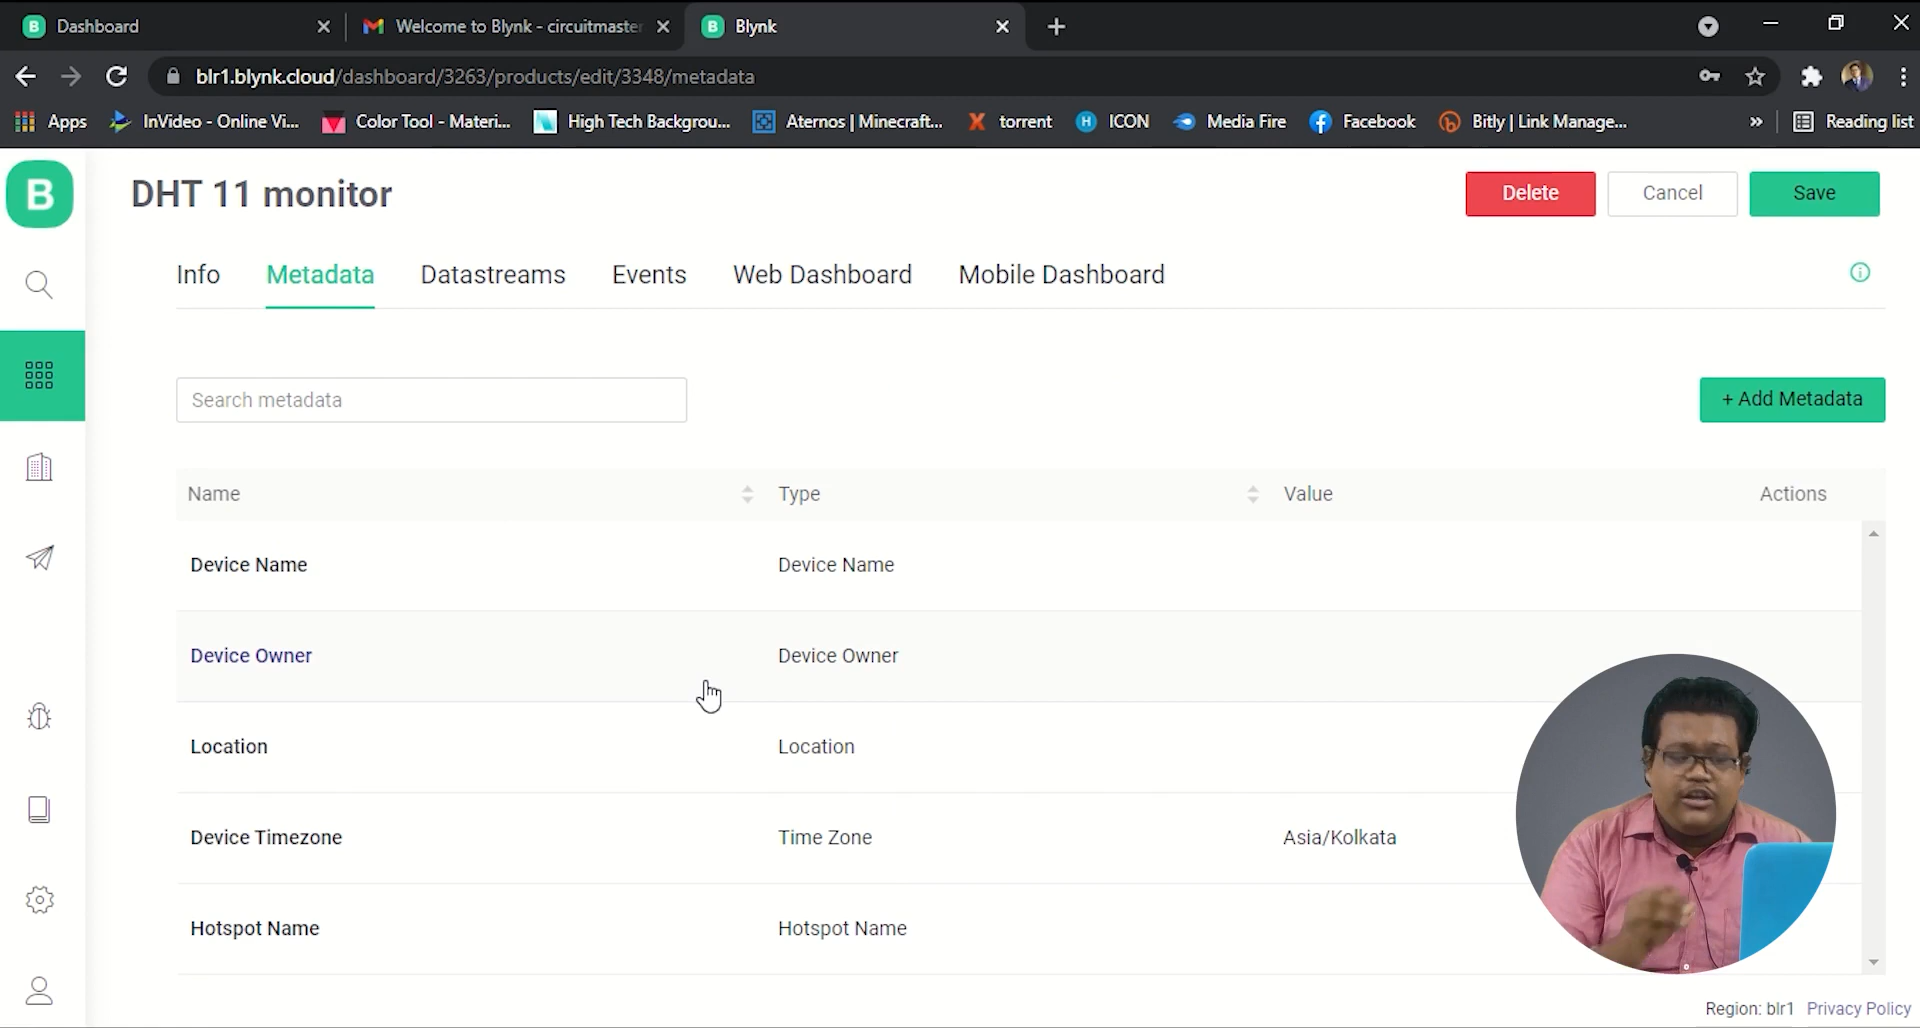 B Dashboard
Welcome to Blynk - circuitmaster
B Blynk
blr1.blynk.cloud/dashboard/3263/products/edit/3348/metadata
Apps
InVideo - Online Vi...
Color Tool - Materi...
High Tech Backgrou...
Aternos | Minecraft...
X torrent
H ICON
Media Fire
Facebook
Bitly | Link Manage...
»
Reading list
B
DHT 11 monitor
Delete
Cancel
Save
Info
Metadata
Datastreams
Events
Web Dashboard
Mobile Dashboard
Search metadata
+ Add Metadata
Name
Type
Value
Actions
Device Name
Device Name
Device Owner
Device Owner
Location
Location
Device Timezone
Time Zone
Asia/Kolkata
Hotspot Name
Hotspot Name
Region: blr1
Privacy Policy